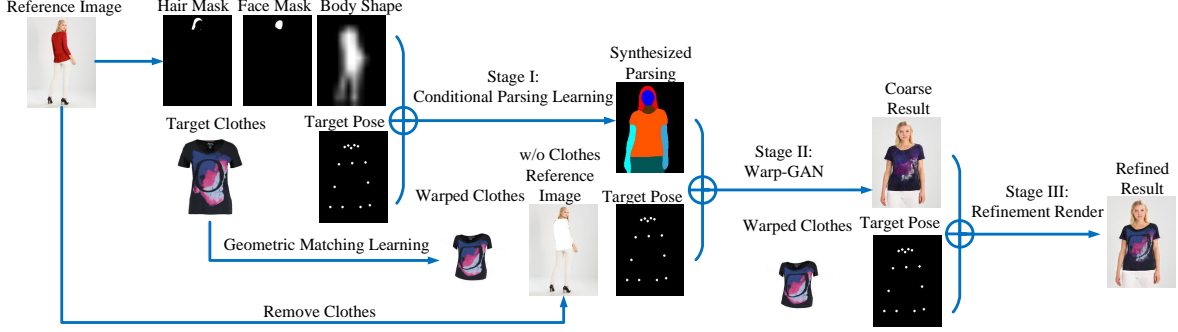 Reference Image
Hair Mask
Face Mask
Body Shape
Target Clothes
Target Pose
Stage I:
Conditional Parsing Learning
Synthesized
Parsing
Geometric Matching Learning
Warped Clothes
w/o Clothes
Reference
Image
Target Pose
Remove Clothes
Stage II:
Warp-GAN
Coarse
Result
Warped Clothes
Target Pose
Stage III:
Refinement Render
Refined
Result